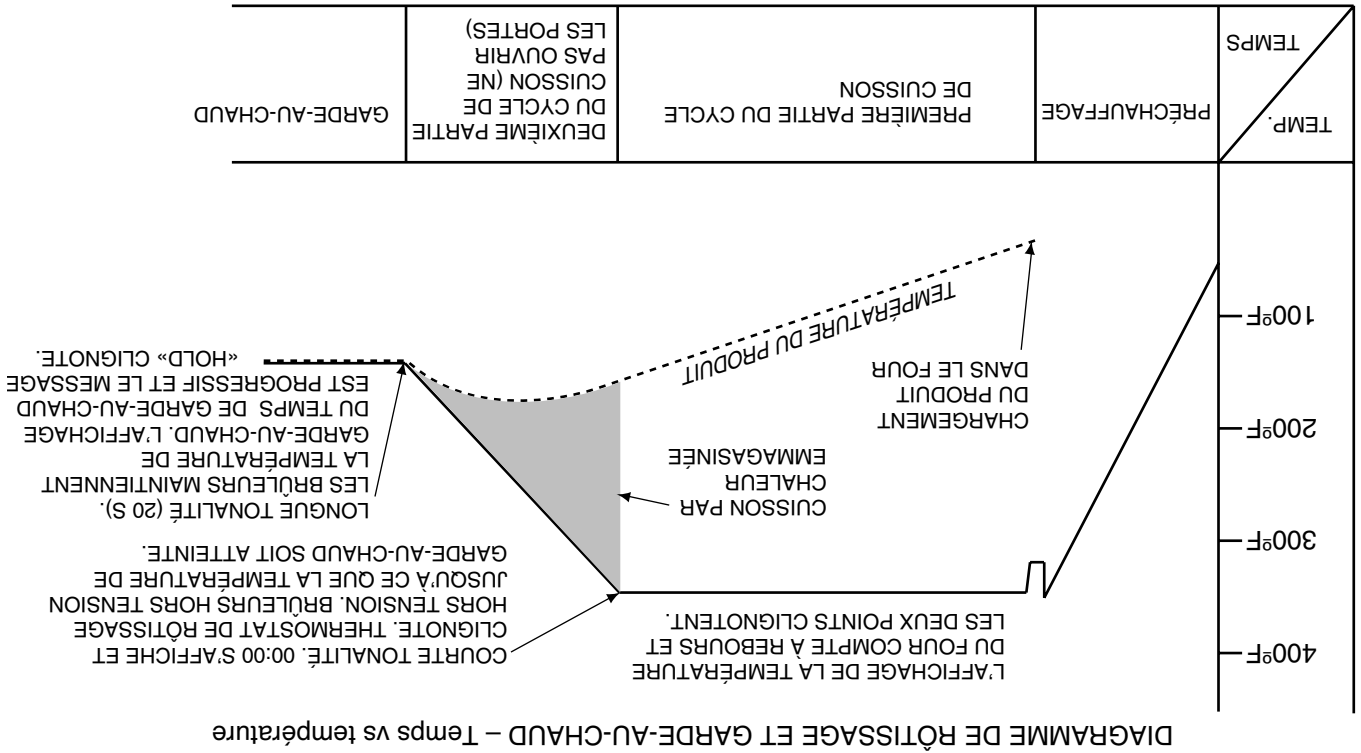 DIAGRAMME DE RÔTISSAGE ET GARDE-AU-CHAUD – Temps vs température
400ºF
300ºF
200ºF
100ºF
L'AFFICHAGE DE LA TEMPÉRATURE
DU FOUR COMPTE À REBOURS ET
LES DEUX POINTS CLIGNOTENT.
COURTE TONALITÉ. 00:00 S'AFFICHE ET
CLIGNOTE. THERMOSTAT DE RÔTISSAGE
HORS TENSION. BRÛLEURS HORS TENSION
JUSQU'À CE QUE LA TEMPÉRATURE DE
GARDE-AU-CHAUD SOIT ATTEINTE.
CUISSON PAR
CHALEUR
EMMAGASINÉE
LONGUE TONALITÉ (20 S).
LES BRÛLEURS MAINTIENNENT
LA TEMPÉRATURE DE
GARDE-AU-CHAUD. L'AFFICHAGE
DU TEMPS DE GARDE-AU-CHAUD
EST PROGRESSIF ET LE MESSAGE
«HOLD» CLIGNOTE.
CHARGEMENT
DU PRODUIT
DANS LE FOUR
TEMPÉRATURE DU PRODUIT
TEMP.
TEMPS
PRÉCHAUFFAGE
PREMIÈRE PARTIE DU CYCLE
DE CUISSON
DEUXIÈME PARTIE
DU CYCLE DE
CUISSON (NE
PAS OUVRIR
LES PORTES)
GARDE-AU-CHAUD